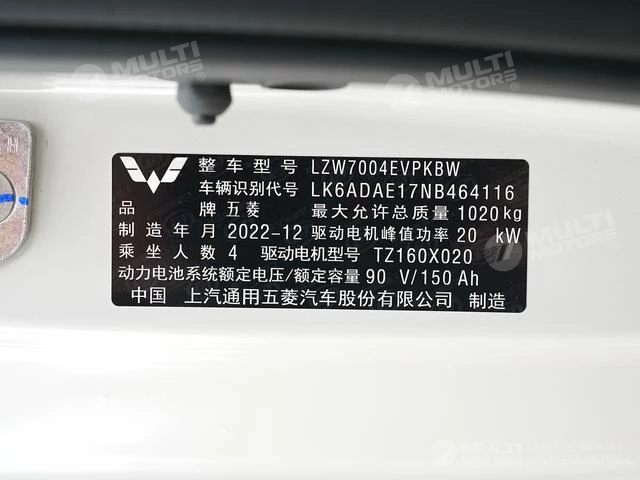 MULTI
MOTORS
MULTI
MOTORS
整车型号 LZW7004EVPKBW
车辆识别代号 LK6ADAE17NB464116
品 牌 五菱 最大允许总质量 1020kg
制造年月 2022-12 驱动电机峰值功率 20 kW
乘坐人数 4 驱动电机型号 TZ160X020
动力电池系统额定电压/额定容量 90 V/150 Ah
中国 上汽通用五菱汽车股份有限公司 制造
H
MULTI
MOTORS
MULTI
MOTORS